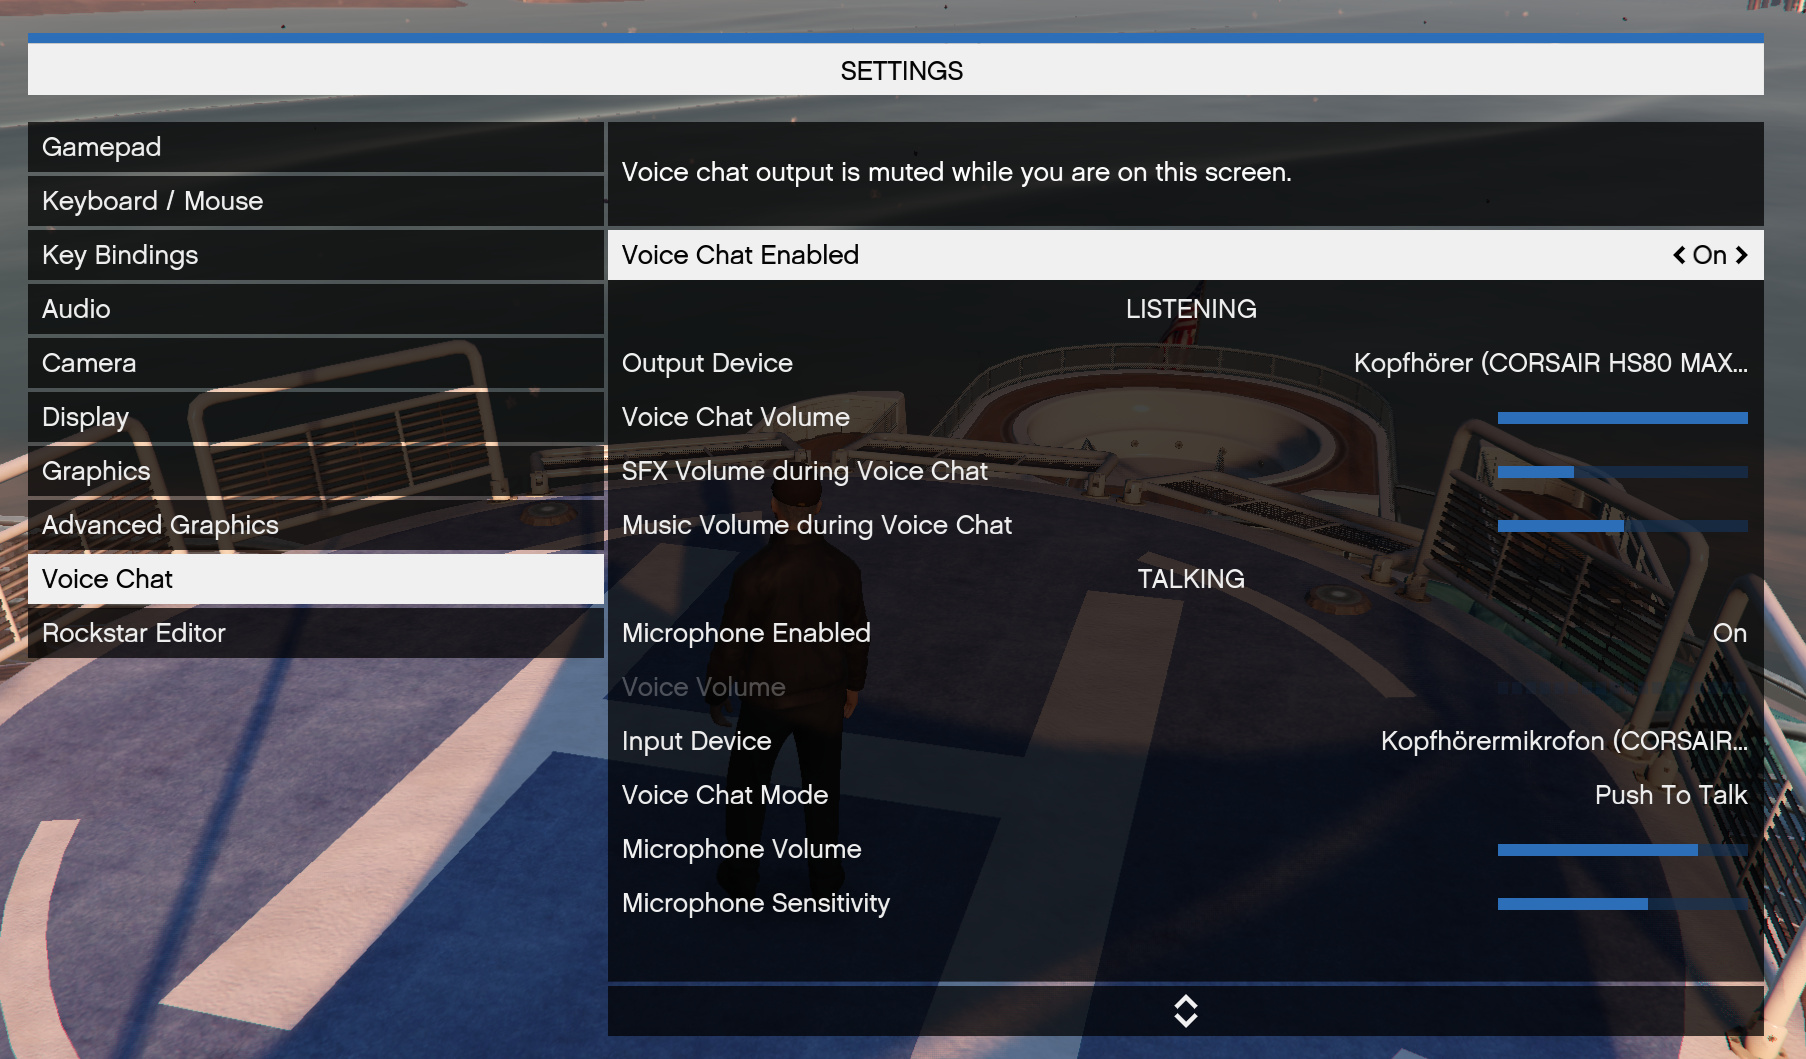 SETTINGS
Gamepad
Keyboard / Mouse
Key Bindings
Audio
Camera
Display
Graphics
Advanced Graphics
Voice Chat
Rockstar Editor
Voice chat output is muted while you are on this screen.
Voice Chat Enabled On
LISTENING
Output Device Kopfhörer (CORSAIR HS80 MAX...
Voice Chat Volume
SFX Volume during Voice Chat
Music Volume during Voice Chat
TALKING
Microphone Enabled On
Voice Volume
Input Device Kopfhörermikrofon (CORSAIR...
Voice Chat Mode Push To Talk
Microphone Volume
Microphone Sensitivity